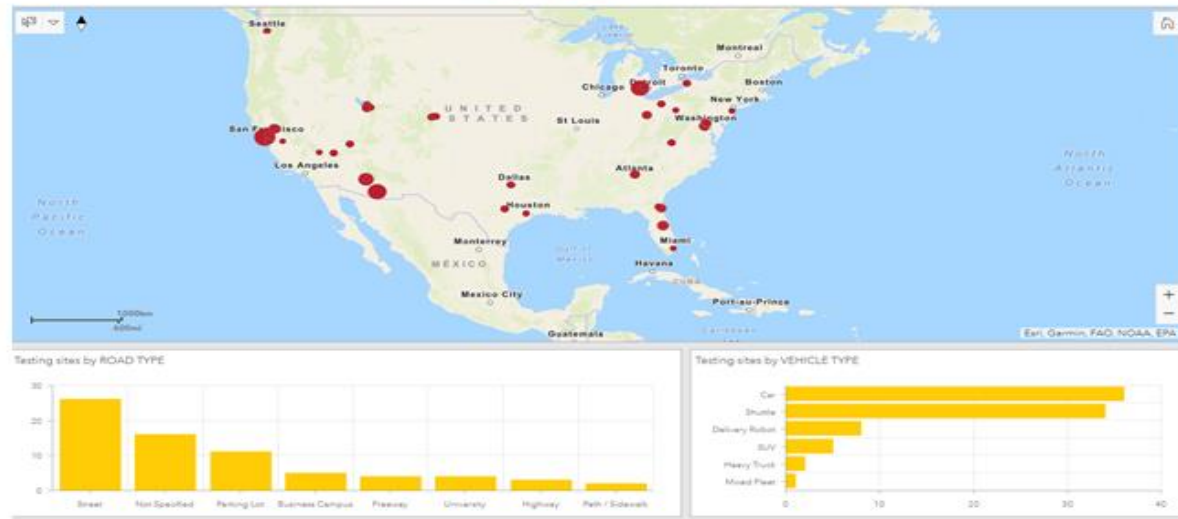 Seattle
Montreal
Toronto
Detroit
Boston
Chicago
New York
UNITED
STATES
St Louis
Washington
San Francisco
Los Angeles
Atlanta
Dallas
Houston
North
Pacific
Ocean
North
Atlantic
Ocean
Monterrey
Miami
Gulf of
Mexico
MÉXICO
Havana
CUBA
Mexico City
Port-au-Prince
Caribbean
Guatemala
1000km
600mi
+
−
Esri, Garmin, FAO, NOAA, EPA
Testing sites by ROAD TYPE
30
20
10
0
Street
Not Specified
Parking Lot
Business Campus
Freeway
University
Highway
Path / Sidewalk
Testing sites by VEHICLE TYPE
Car
Shuttle
Delivery Robot
SUV
Heavy Truck
Mixed Fleet
0
10
20
30
40